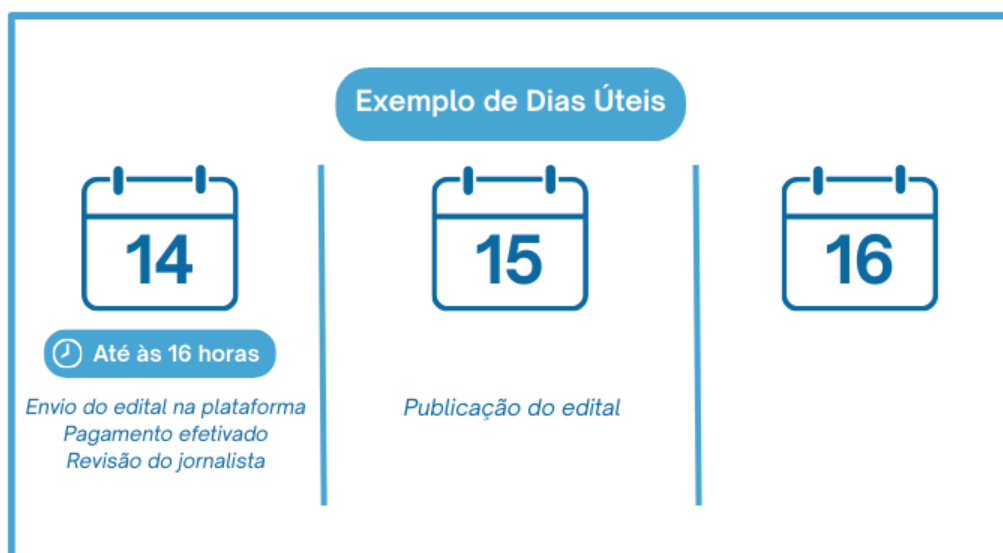 Exemplo de Dias Úteis
14
Até às 16 horas
Envio do edital na plataforma
Pagamento efetivado
Revisão do jornalista
15
Publicação do edital
16